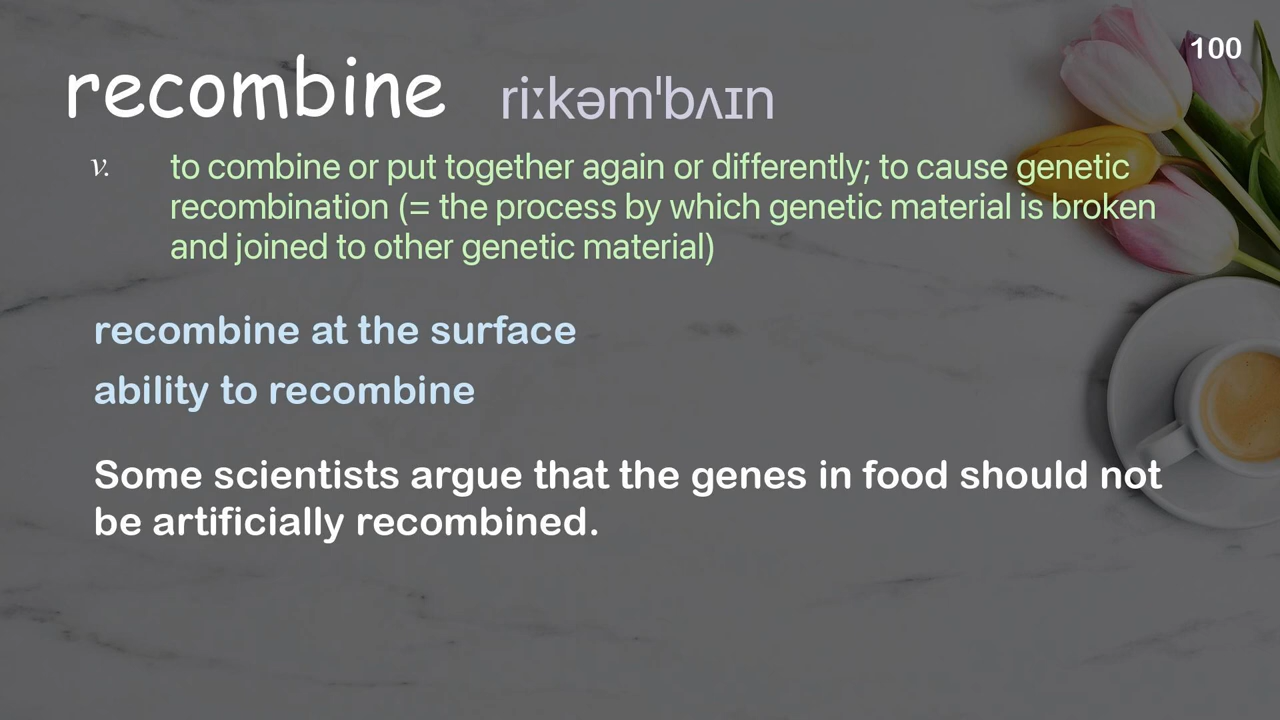 100
recombine riːkəmˈbʌɪn
v. to combine or put together again or differently; to cause genetic
recombination (= the process by which genetic material is broken
and joined to other genetic material)
recombine at the surface
ability to recombine
Some scientists argue that the genes in food should not
be artificially recombined.